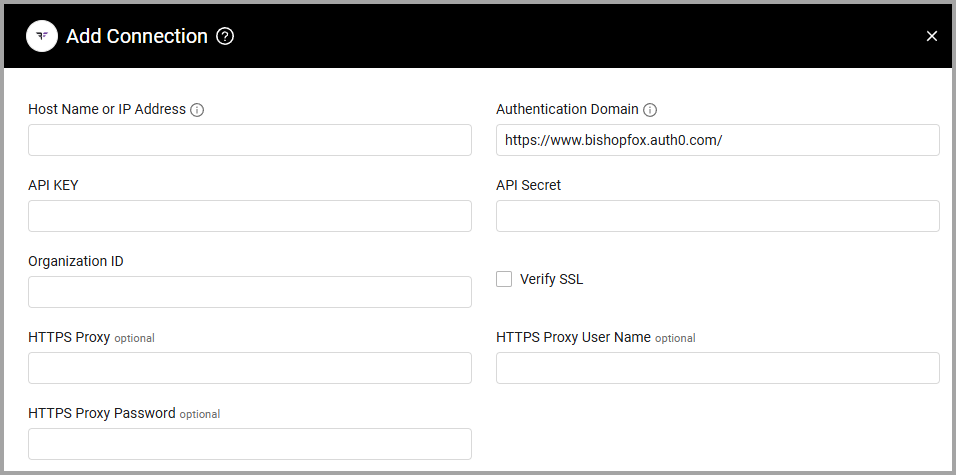 Add Connection
Host Name or IP Address
Authentication Domain
https://www.bishopfox.auth0.com/
API KEY
API Secret
Organization ID
Verify SSL
HTTPS Proxy optional
HTTPS Proxy User Name optional
HTTPS Proxy Password optional